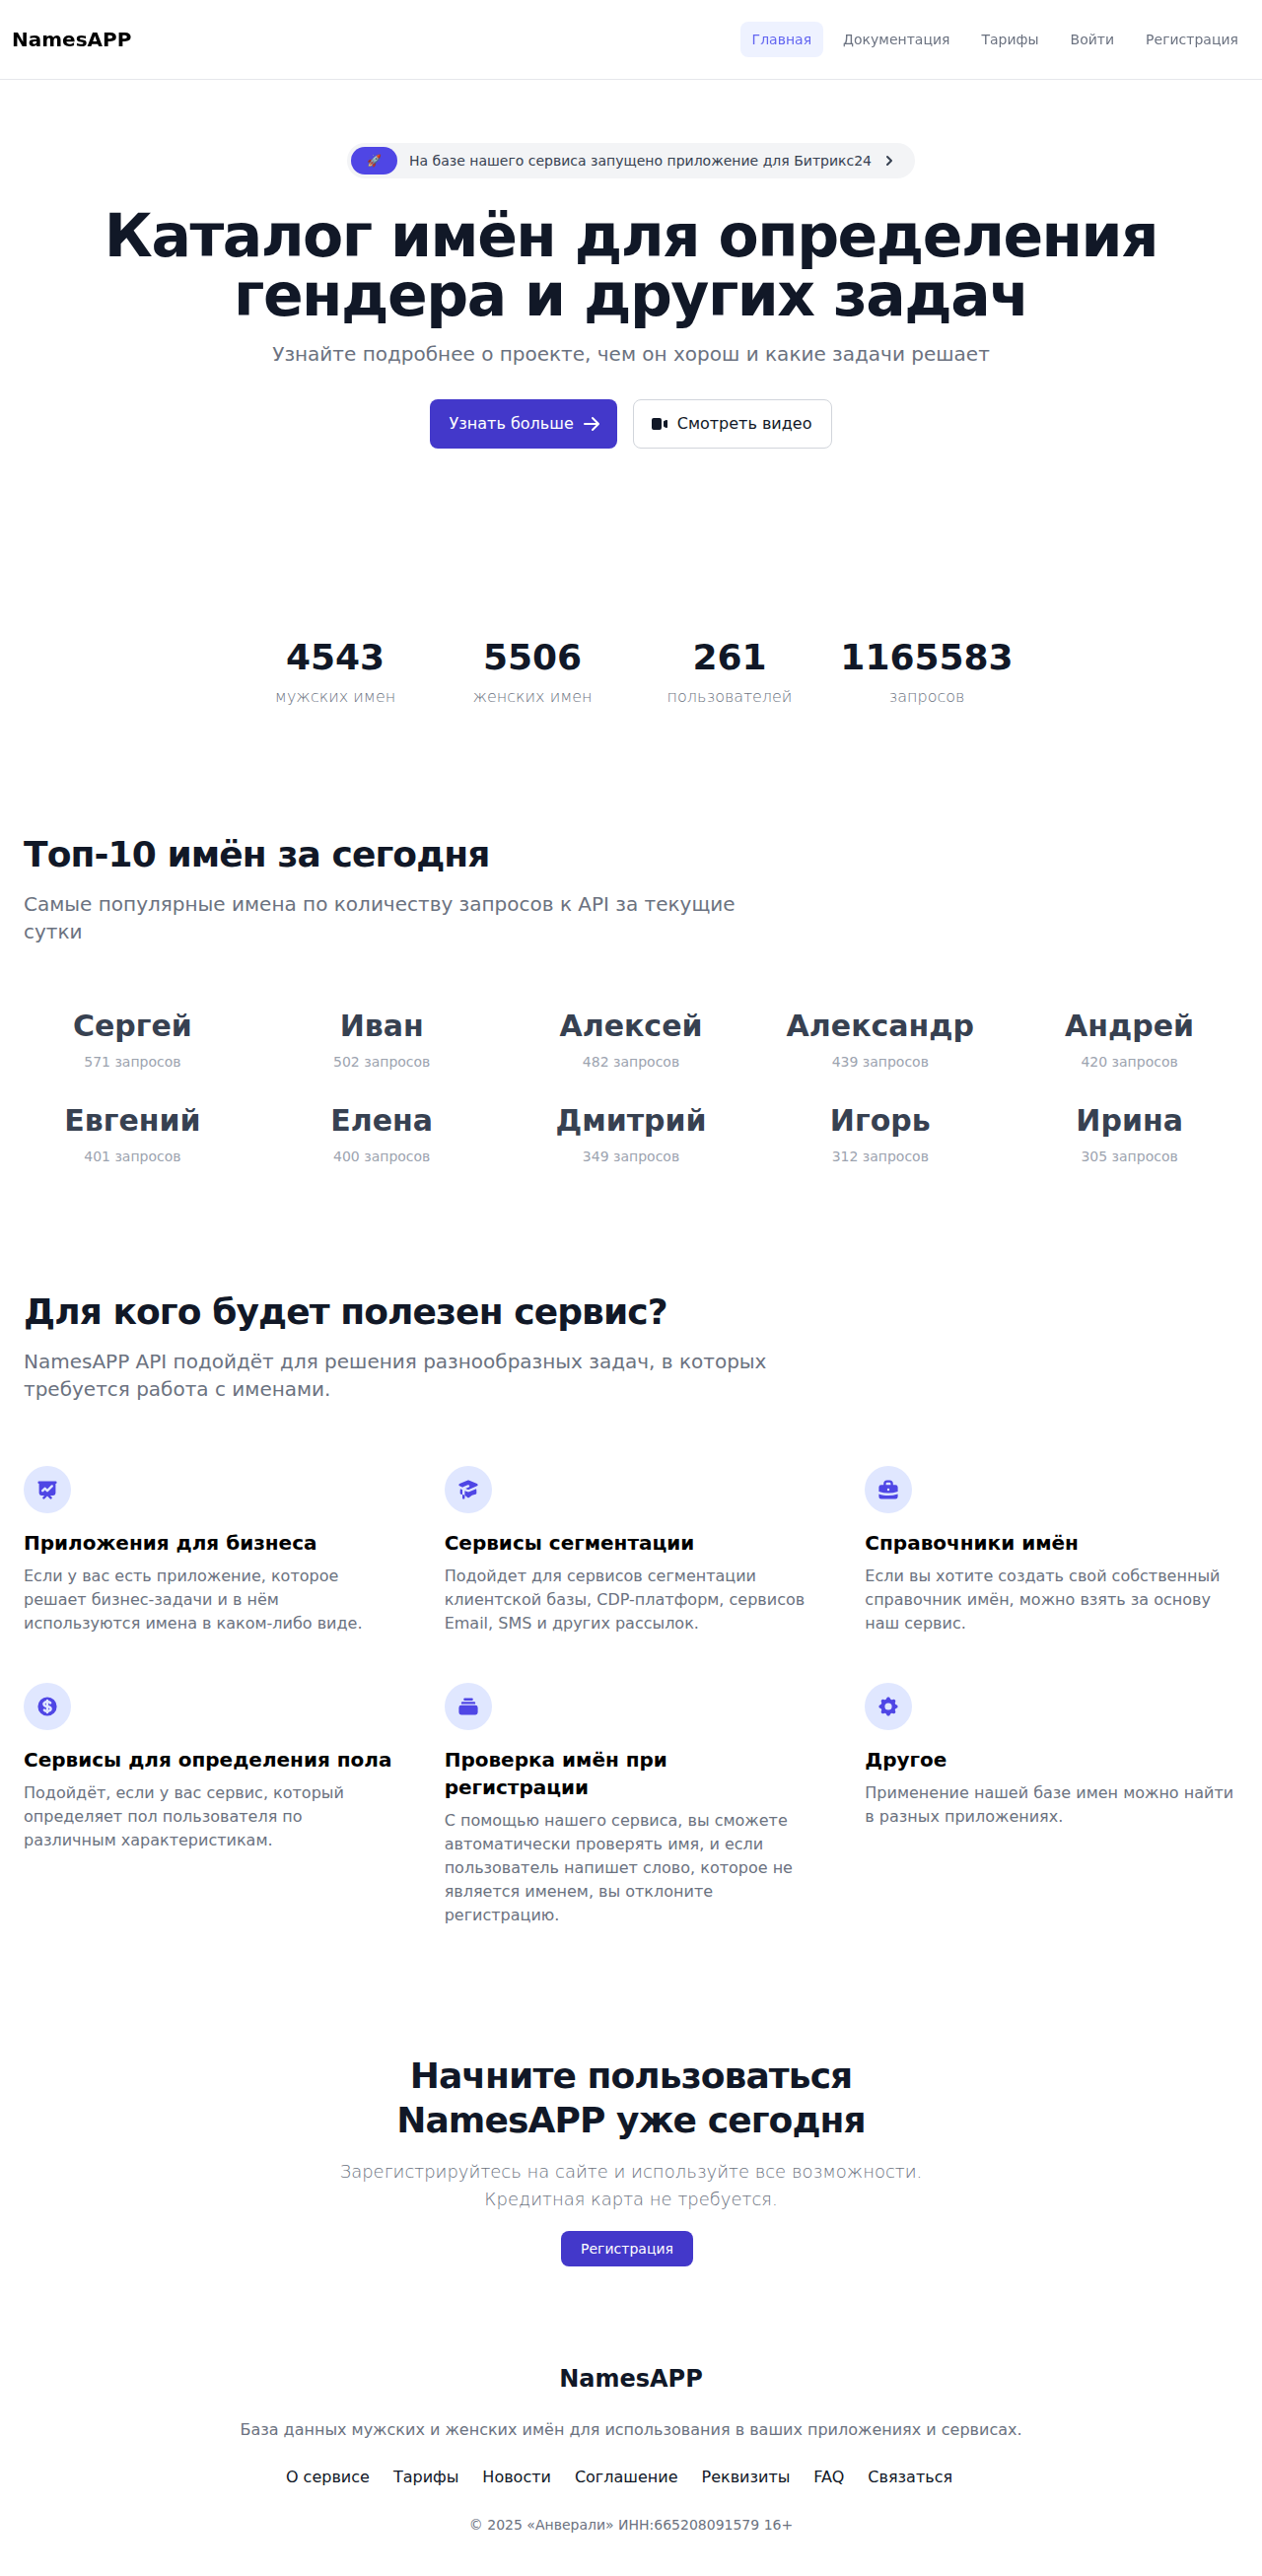 NamesAPP
Главная
Документация
Тарифы
Войти
Регистрация
🚀 На базе нашего сервиса запущено приложение для Битрикс24
Каталог имён для определения
гендера и других задач
Узнайте подробнее о проекте, чем он хорош и какие задачи решает
Узнать больше
Смотреть видео
4543
мужских имен
5506
женских имен
261
пользователей
1165583
запросов
Топ-10 имён за сегодня
Самые популярные имена по количеству запросов к API за текущие
сутки
Сергей
571 запросов
Иван
502 запросов
Алексей
482 запросов
Александр
439 запросов
Андрей
420 запросов
Евгений
401 запросов
Елена
400 запросов
Дмитрий
349 запросов
Игорь
312 запросов
Ирина
305 запросов
Для кого будет полезен сервис?
NamesAPP API подойдёт для решения разнообразных задач, в которых
требуется работа с именами.
Приложения для бизнеса
Если у вас есть приложение, которое
решает бизнес-задачи и в нём
используются имена в каком-либо виде.
Сервисы сегментации
Подойдет для сервисов сегментации
клиентской базы, CDP-платформ, сервисов
Email, SMS и других рассылок.
Справочники имён
Если вы хотите создать свой собственный
справочник имён, можно взять за основу
наш сервис.
Сервисы для определения пола
Подойдёт, если у вас сервис, который
определяет пол пользователя по
различным характеристикам.
Проверка имён при
регистрации
С помощью нашего сервиса, вы сможете
автоматически проверять имя, и если
пользователь напишет слово, которое не
является именем, вы отклоните
регистрацию.
Другое
Применение нашей базе имен можно найти
в разных приложениях.
Начните пользоваться
NamesAPP уже сегодня
Зарегистрируйтесь на сайте и используйте все возможности.
Кредитная карта не требуется.
Регистрация
NamesAPP
База данных мужских и женских имён для использования в ваших приложениях и сервисах.
О сервисе
Тарифы
Новости
Соглашение
Реквизиты
FAQ
Связаться
© 2025 «Анверали» ИНН:665208091579 16+